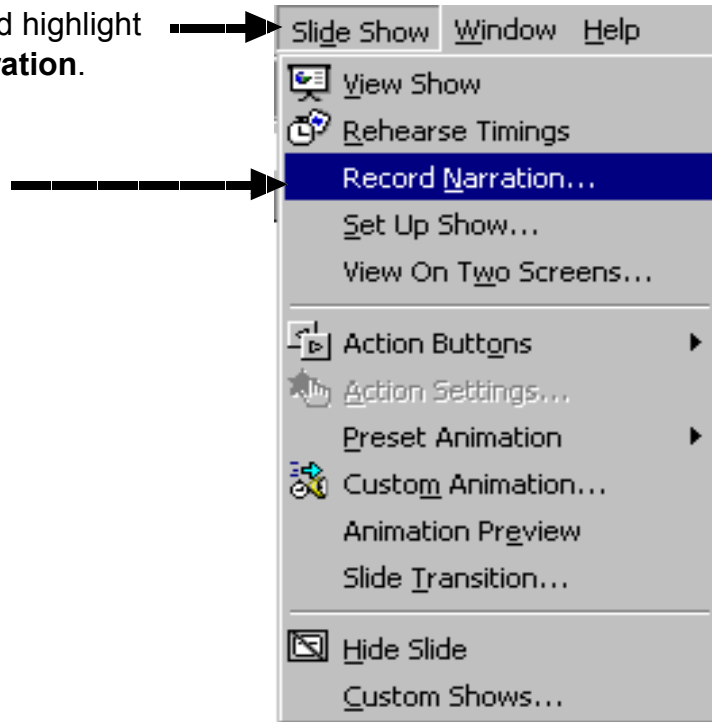 d highlight
ration.
Slide Show Window Help
View Show
Rehearse Timings
Record Narration...
Set Up Show...
View On Two Screens...
Action Buttons
Action Settings...
Preset Animation
Custom Animation...
Animation Preview
Slide Transition...
Hide Slide
Custom Shows...